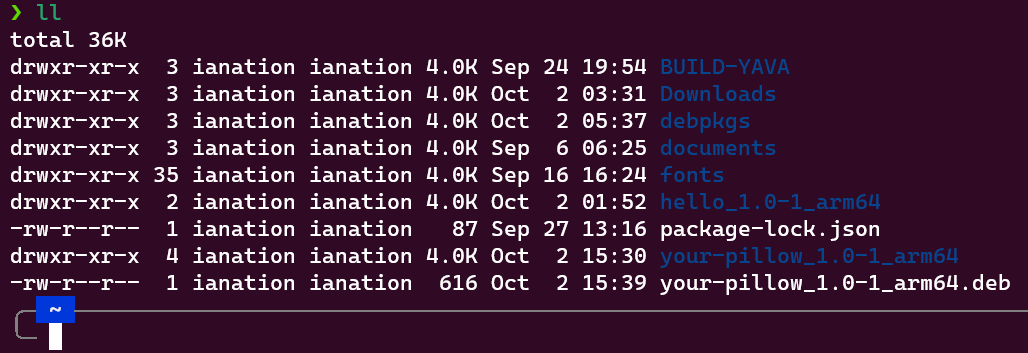 ❯ ll
total 36K
drwxr-xr-x  3 ianation ianation 4.0K Sep 24 19:54 BUILD-YAVA
drwxr-xr-x  3 ianation ianation 4.0K Oct  2 03:31 Downloads
drwxr-xr-x  3 ianation ianation 4.0K Oct  2 05:37 debpkgs
drwxr-xr-x  3 ianation ianation 4.0K Sep  6 06:25 documents
drwxr-xr-x 35 ianation ianation 4.0K Sep 16 16:24 fonts
drwxr-xr-x  2 ianation ianation 4.0K Oct  2 01:52 hello_1.0-1_arm64
-rw-r--r--  1 ianation ianation   87 Sep 27 13:16 package-lock.json
drwxr-xr-x  4 ianation ianation 4.0K Oct  2 15:30 your-pillow_1.0-1_arm64
-rw-r--r--  1 ianation ianation  616 Oct  2 15:39 your-pillow_1.0-1_arm64.deb
~